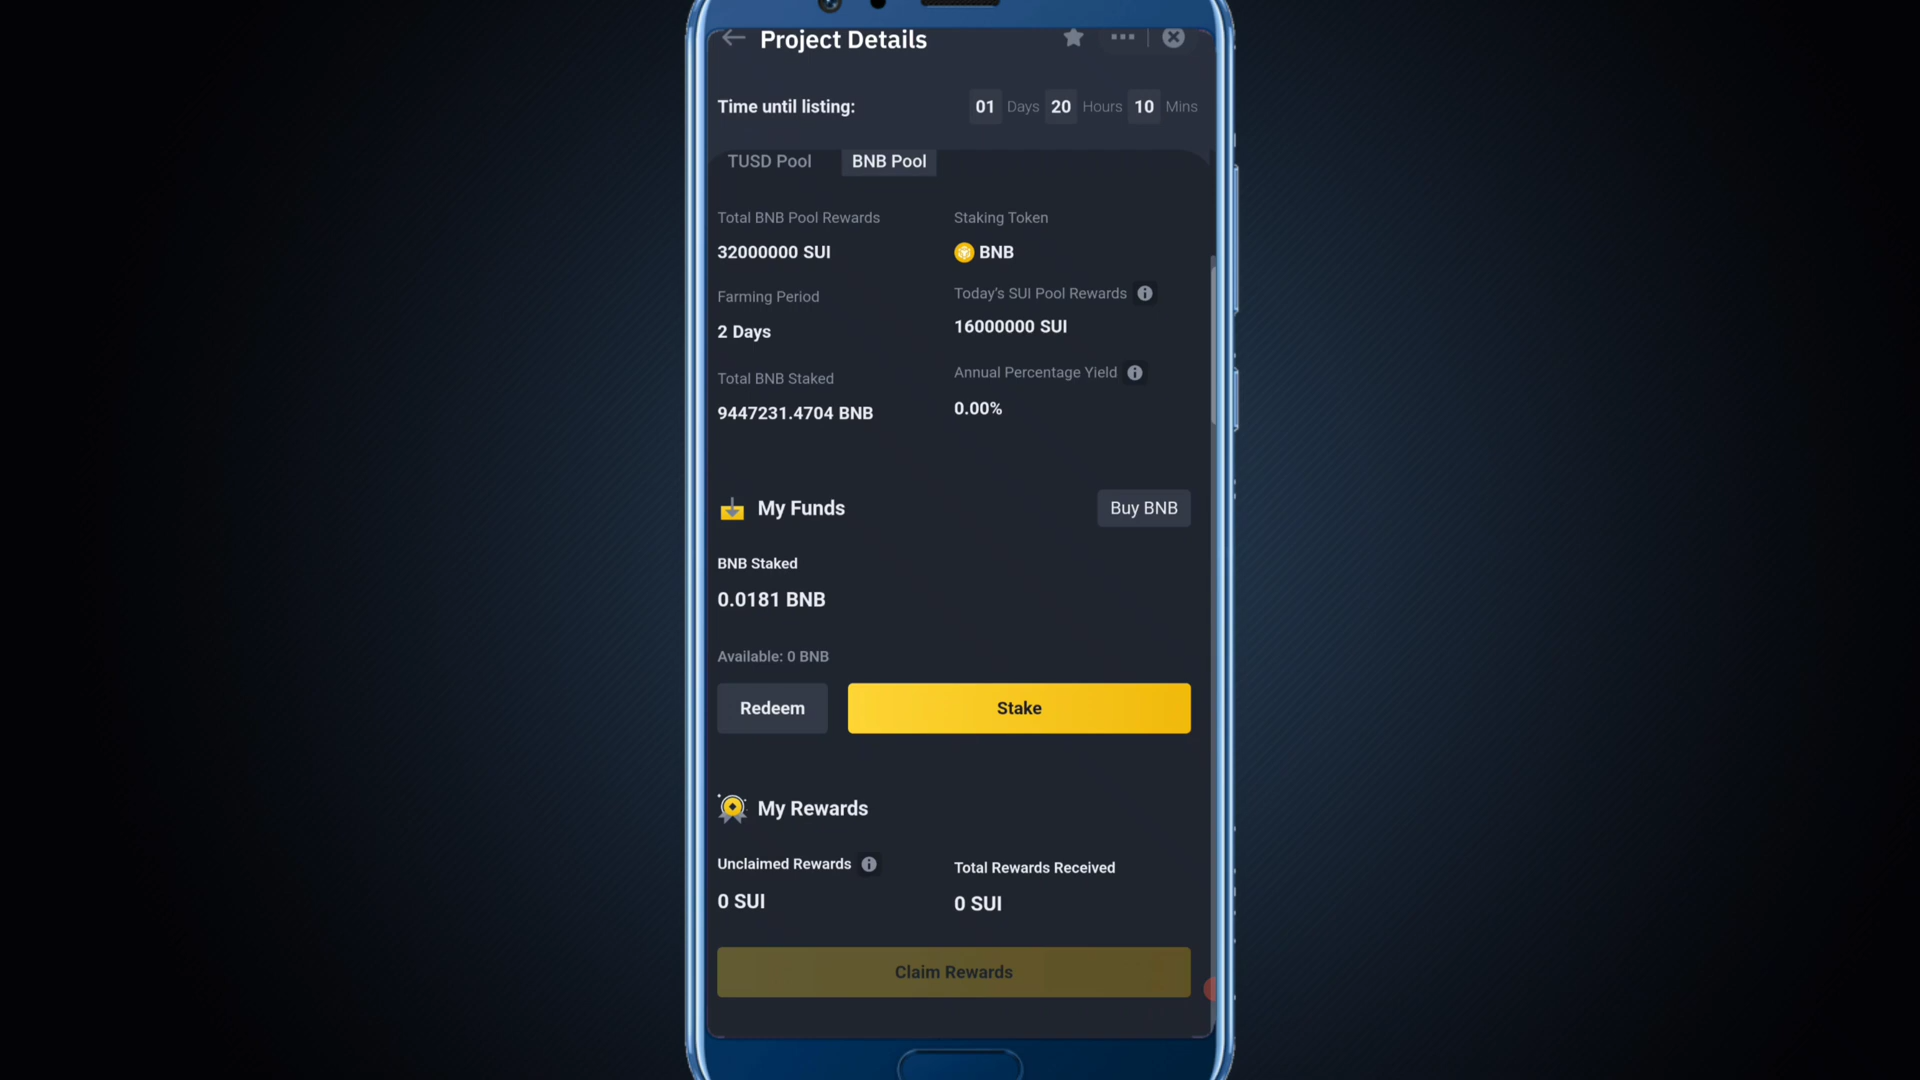 Project Details
Time until listing: 01 Days 20 Hours 10 Mins
TUSD Pool BNB Pool
Total BNB Pool Rewards
32000000 SUI
Staking Token
BNB
Farming Period
2 Days
Today's SUI Pool Rewards
16000000 SUI
Total BNB Staked
9447231.4704 BNB
Annual Percentage Yield
0.00%
My Funds
Buy BNB
BNB Staked
0.0181 BNB
Available: 0 BNB
Redeem
Stake
My Rewards
Unclaimed Rewards
0 SUI
Total Rewards Received
0 SUI
Claim Rewards